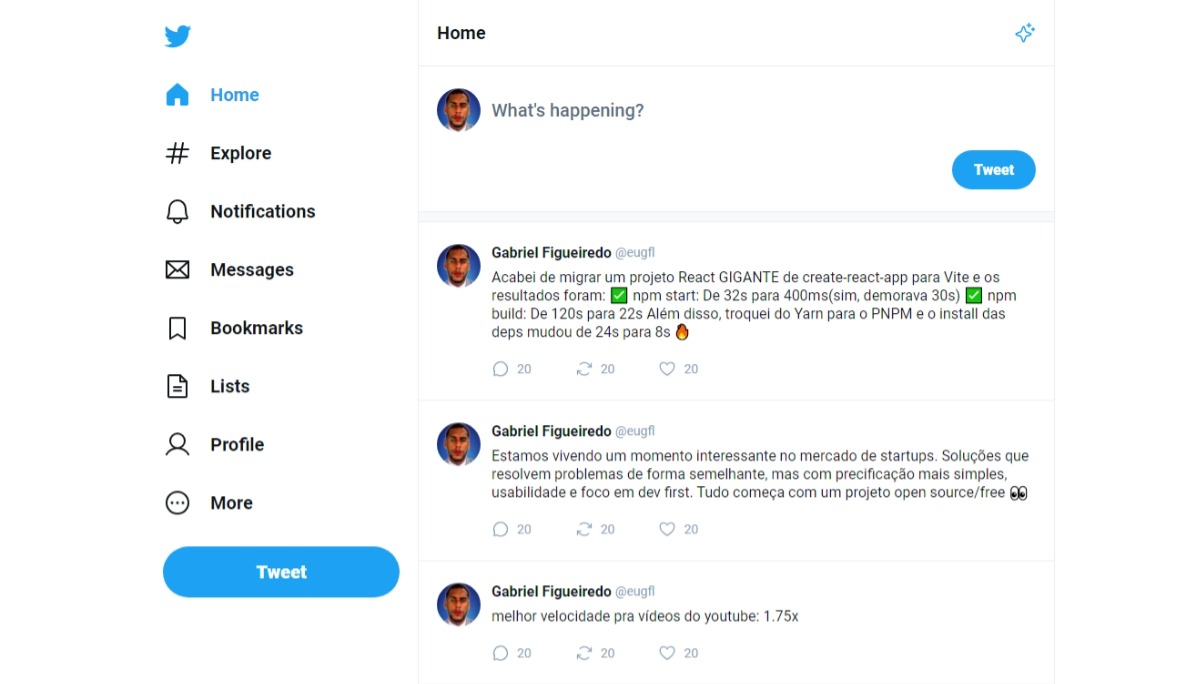 Home
Explore
Notifications
Messages
Bookmarks
Lists
Profile
More
Tweet
Home
What's happening?
Tweet
Gabriel Figueiredo @eugfl
Acabei de migrar um projeto React GIGANTE de create-react-app para Vite e os
resultados foram: ✅ npm start: De 32s para 400ms(sim, demorava 30s) ✅ npm
build: De 120s para 22s Além disso, troquei do Yarn para o PNPM e o install das
deps mudou de 24s para 8s 🔥
20 20 20
Gabriel Figueiredo @eugfl
Estamos vivendo um momento interessante no mercado de startups. Soluções que
resolvem problemas de forma semelhante, mas com precificação mais simples,
usabilidade e foco em dev first. Tudo começa com um projeto open source/free 👀
20 20 20
Gabriel Figueiredo @eugfl
melhor velocidade pra vídeos do youtube: 1.75x
20 20 20